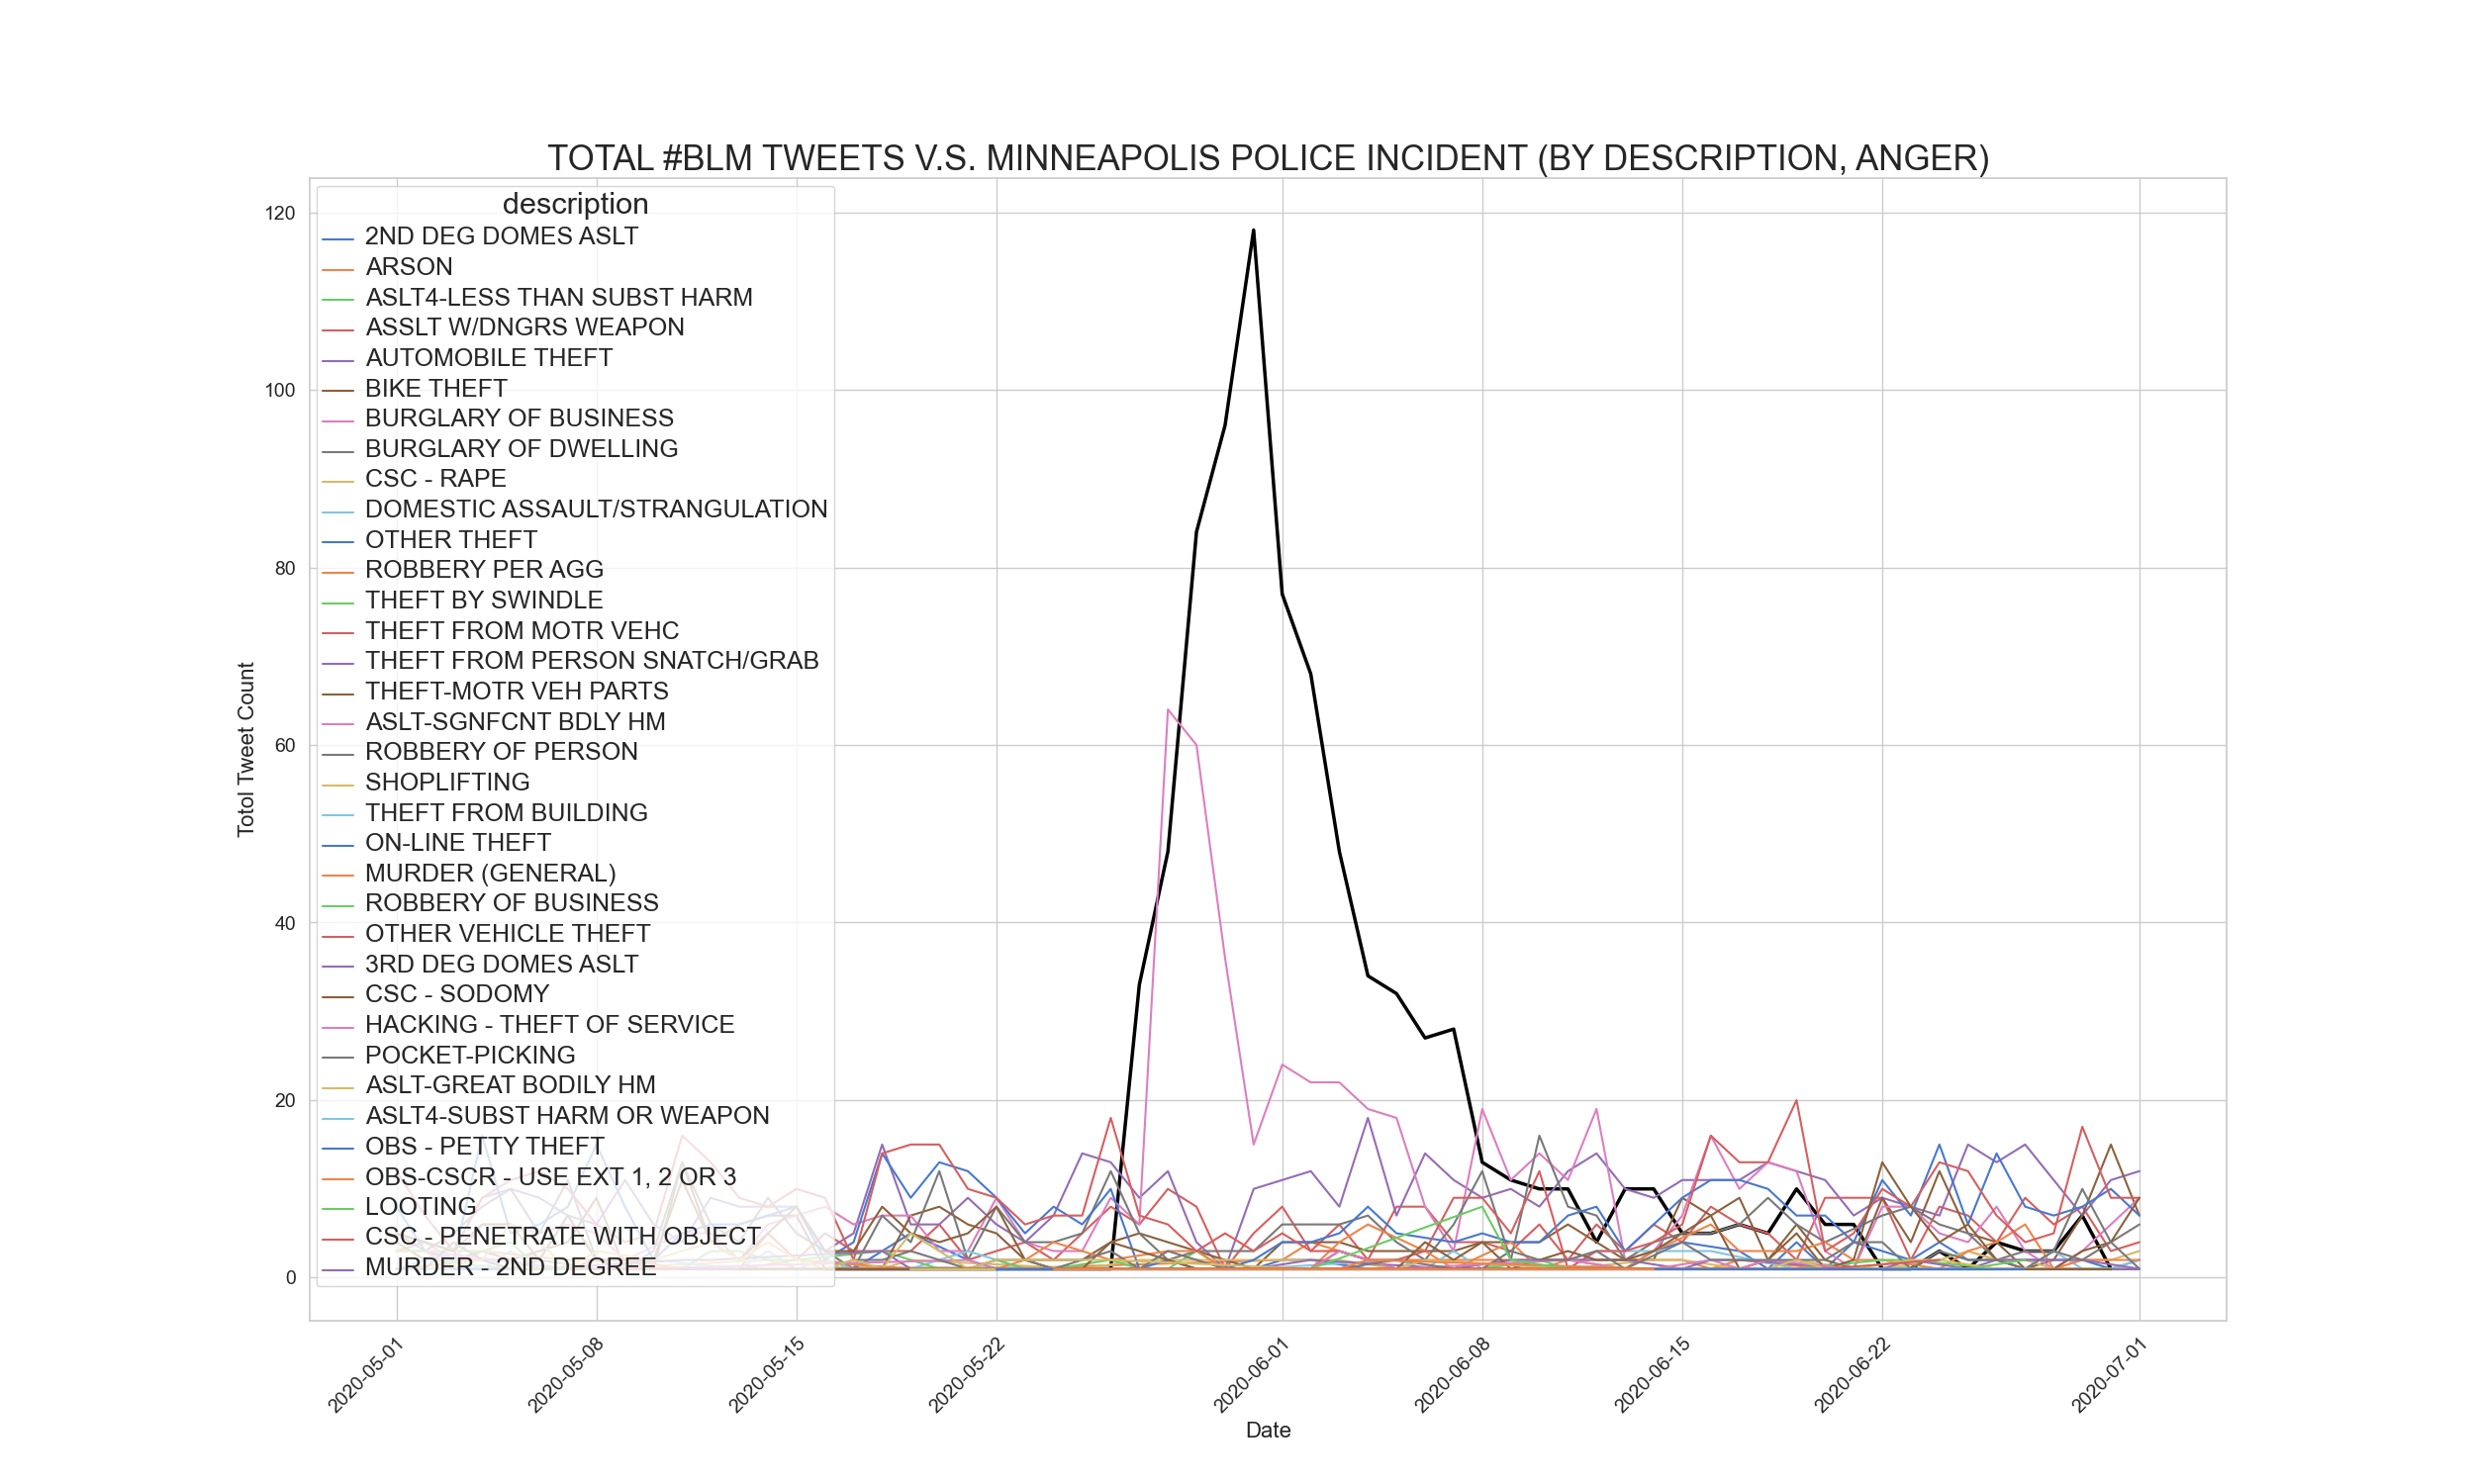 TOTAL #BLM TWEETS V.S. MINNEAPOLIS POLICE INCIDENT (BY DESCRIPTION, ANGER)
description
2ND DEG DOMES ASLT
ARSON
ASLT4-LESS THAN SUBST HARM
ASSLT W/DNGRS WEAPON
AUTOMOBILE THEFT
BIKE THEFT
BURGLARY OF BUSINESS
BURGLARY OF DWELLING
CSC - RAPE
DOMESTIC ASSAULT/STRANGULATION
OTHER THEFT
ROBBERY PER AGG
THEFT BY SWINDLE
THEFT FROM MOTR VEHC
THEFT FROM PERSON SNATCH/GRAB
THEFT-MOTR VEH PARTS
ASLT-SGNFCNT BDLY HM
ROBBERY OF PERSON
SHOPLIFTING
THEFT FROM BUILDING
ON-LINE THEFT
MURDER (GENERAL)
ROBBERY OF BUSINESS
OTHER VEHICLE THEFT
3RD DEG DOMES ASLT
CSC - SODOMY
HACKING - THEFT OF SERVICE
POCKET-PICKING
ASLT-GREAT BODILY HM
ASLT4-SUBST HARM OR WEAPON
OBS - PETTY THEFT
OBS-CSCR - USE EXT 1, 2 OR 3
LOOTING
CSC - PENETRATE WITH OBJECT
MURDER - 2ND DEGREE
Totol Tweet Count
120
100
80
60
40
20
0
2020-05-01
2020-05-08
2020-05-15
2020-05-22
2020-06-01
2020-06-08
2020-06-15
2020-06-22
2020-07-01
Date